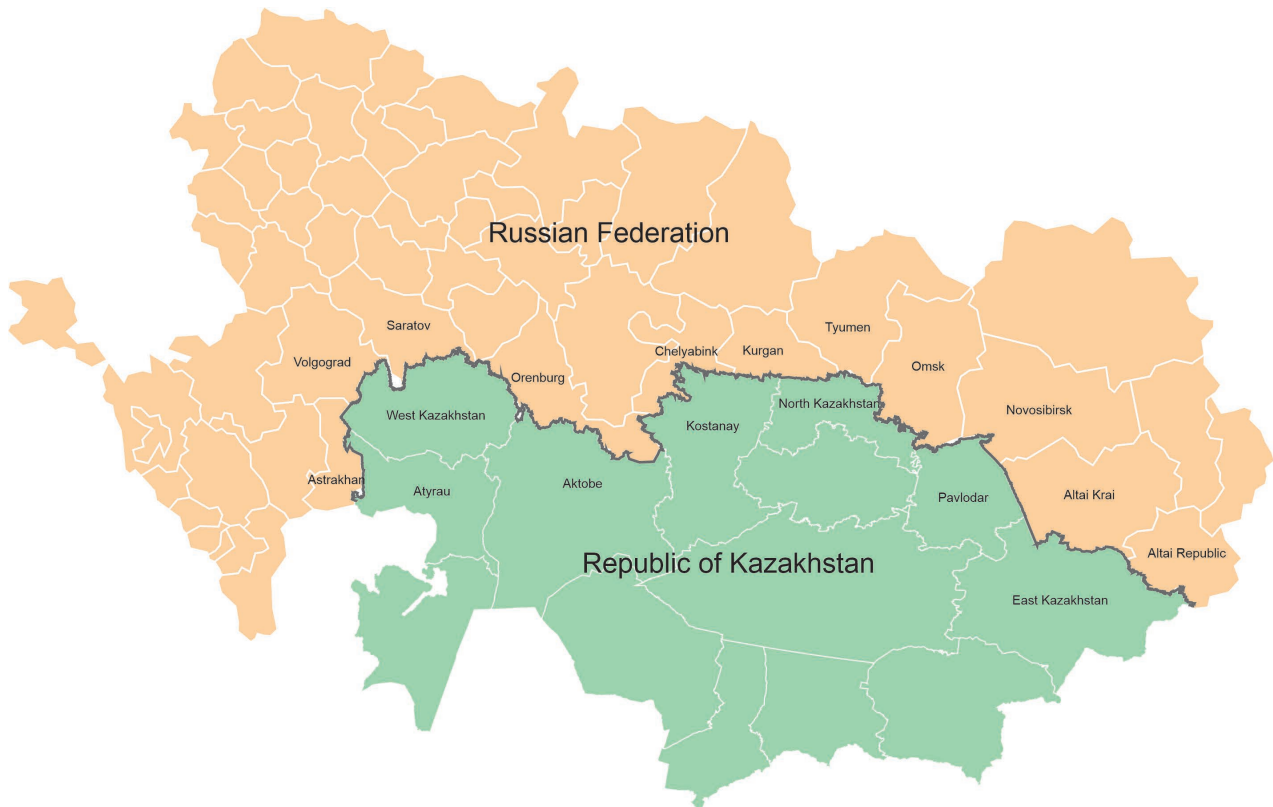 Russian Federation
Saratov
Tyumen
Volgograd
Chelyabink
Kurgan
Omsk
Orenburg
West Kazakhstan
North Kazakhstan
Novosibirsk
Kostanay
Astrakhan
Atyrau
Aktobe
Pavlodar
Altai Krai
Altai Republic
Republic of Kazakhstan
East Kazakhstan